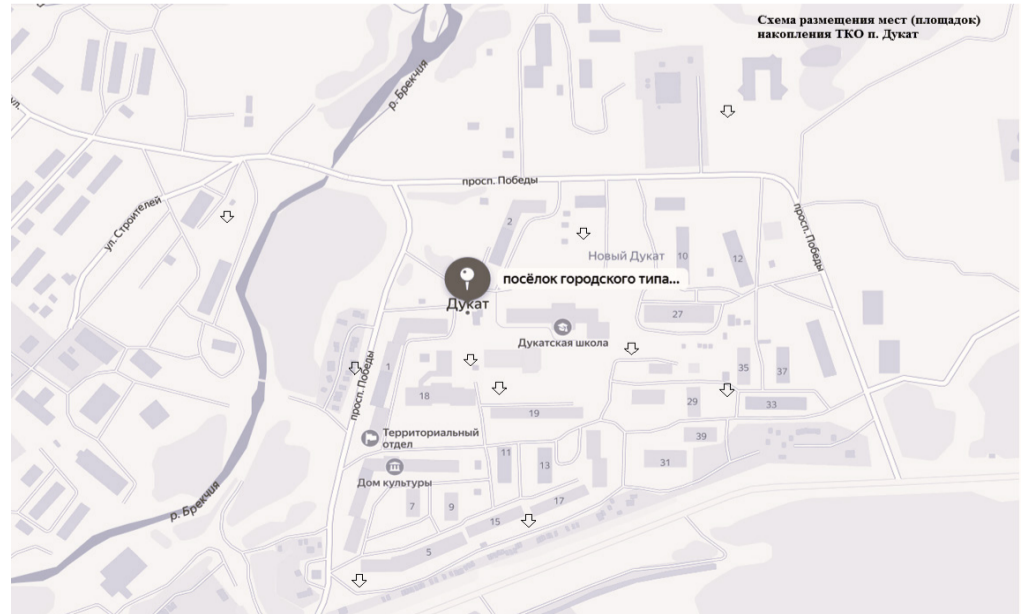 Схема размещения мест (площадок)
накопления ТКО п. Дукат
р. Брекчия
ул.
просп. Победы
ул. Строителей
просп. Победы
2
Новый Дукат
10
12
посёлок городского типа...
Дукат
27
Дукатская школа
просп. Победы
1
35
37
18
29
33
19
Территориальный
отдел
39
11
13
31
Дом культуры
р. Брекчия
7
9
17
15
5